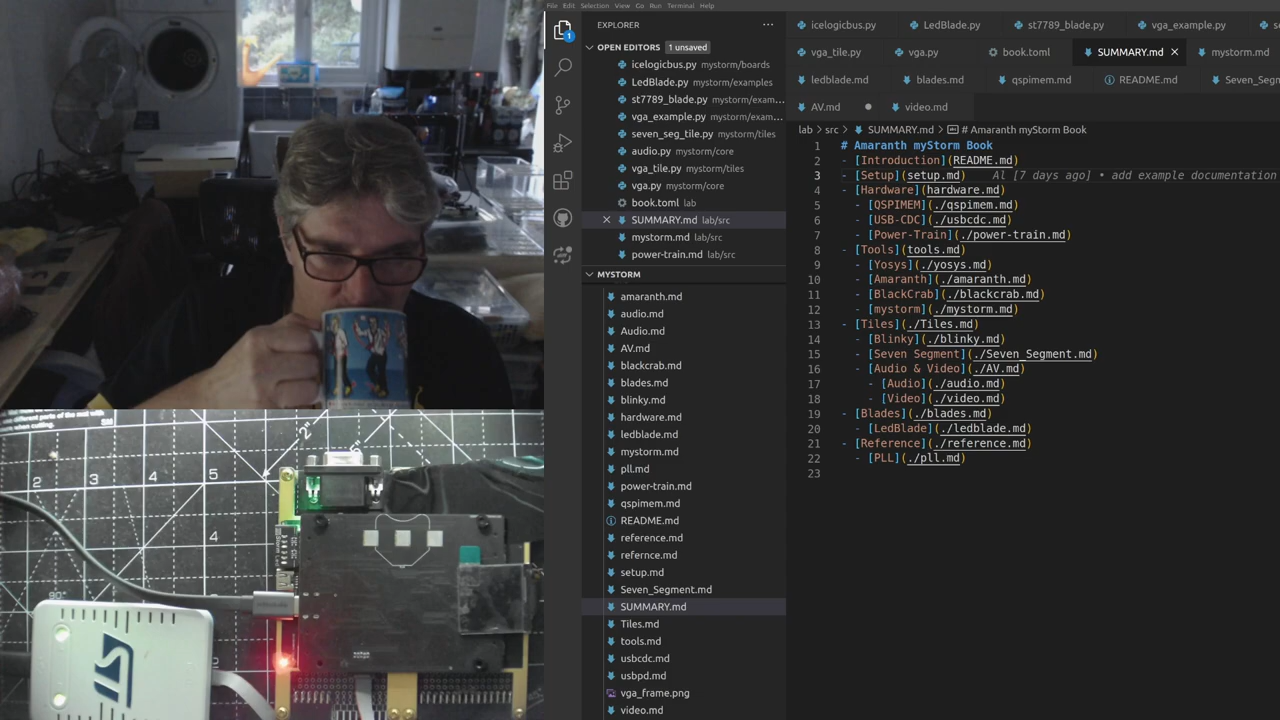 File Edit Selection View Go Run Terminal Help
EXPLORER
OPEN EDITORS 1 unsaved
icelogicbus.py mystorm/boards
LedBlade.py mystorm/examples
st7789_blade.py mystorm/exam...
vga_example.py mystorm/exam...
seven_seg_tile.py mystorm/tiles
audio.py mystorm/core
vga_tile.py mystorm/tiles
vga.py mystorm/core
book.toml lab
SUMMARY.md lab/src
mystorm.md lab/src
power-train.md lab/src
MYSTORM
amaranth.md
audio.md
Audio.md
AV.md
blackcrab.md
blades.md
blinky.md
hardware.md
ledblade.md
mystorm.md
pll.md
power-train.md
qspimem.md
README.md
reference.md
refernce.md
setup.md
Seven_Segment.md
SUMMARY.md
Tiles.md
tools.md
usbcdc.md
usbpd.md
vga_frame.png
video.md
1
icelogicbus.py LedBlade.py st7789_blade.py vga_example.py
vga_tile.py vga.py book.toml SUMMARY.md mystorm.md
ledblade.md blades.md qspimem.md README.md Seven_Segm
AV.md video.md
lab > src > SUMMARY.md > # Amaranth myStorm Book
1 # Amaranth myStorm Book
2 - [Introduction](README.md)
3 - [Setup](setup.md) Al [7 days ago] • add example documentation
4 - [Hardware](hardware.md)
5 - [QSPIMEM](./qspimem.md)
6 - [USB-CDC](./usbcdc.md)
7 - [Power-Train](./power-train.md)
8 - [Tools](tools.md)
9 - [Yosys](./yosys.md)
10 - [Amaranth](./amaranth.md)
11 - [BlackCrab](./blackcrab.md)
12 - [mystorm](./mystorm.md)
13 - [Tiles](./Tiles.md)
14 - [Blinky](./blinky.md)
15 - [Seven Segment](./Seven_Segment.md)
16 - [Audio & Video](./AV.md)
17 - [Audio](./audio.md)
18 - [Video](./video.md)
19 - [Blades](./blades.md)
20 - [LedBlade](./ledblade.md)
21 - [Reference](./reference.md)
22 - [PLL](./pll.md)
23
when cutting.
2 3 4 5
2"
4